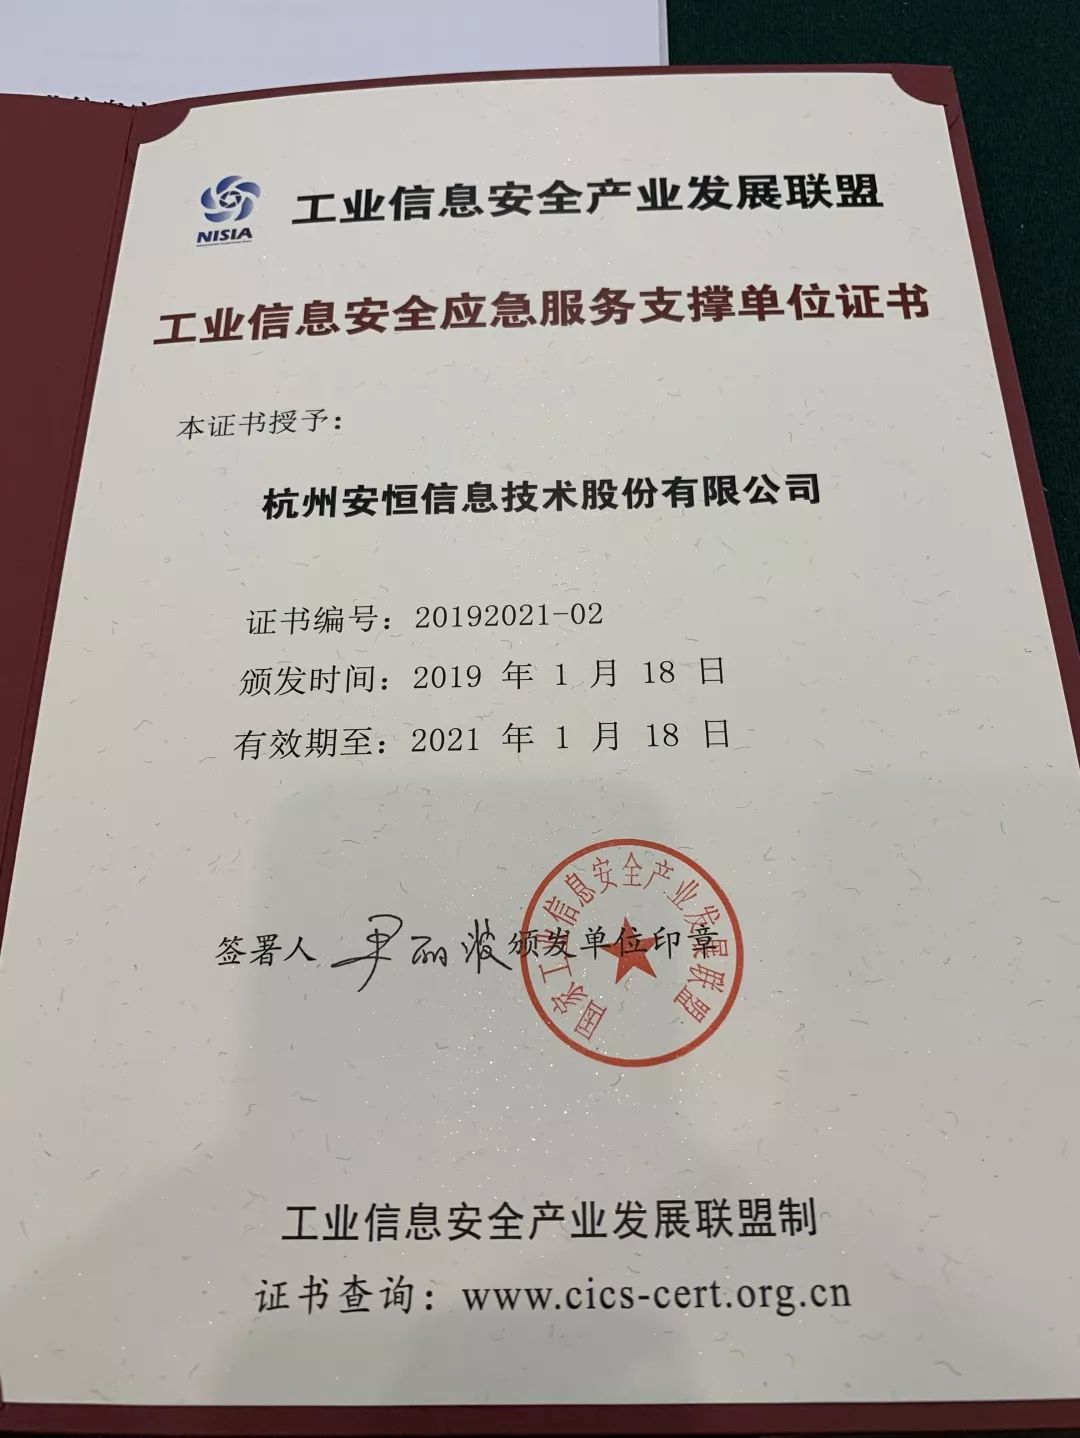 NISIA
工业信息安全产业发展联盟
工业信息安全应急服务支撑单位证书
本证书授予：
杭州安恒信息技术股份有限公司
证书编号：20192021-02
颁发时间：2019 年 1 月 18 日
有效期至：2021 年 1 月 18 日
签署人 尹丽波 颁发单位印章
国家工业信息安全产业发展联盟
工业信息安全产业发展联盟制
证书查询：www.cics-cert.org.cn